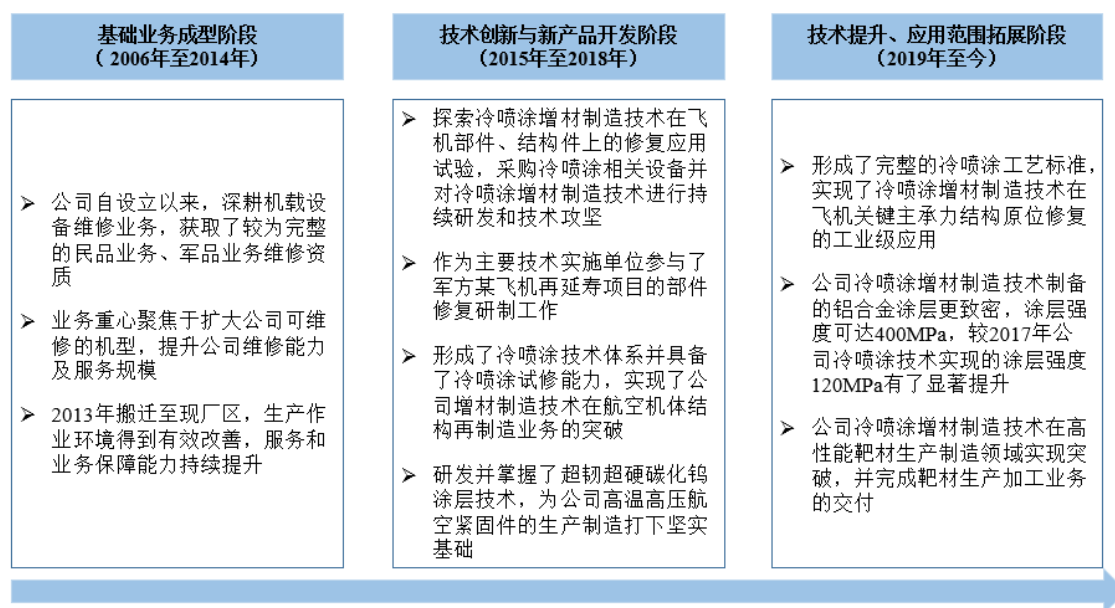 基础业务成型阶段
（ 2006年至2014年）
公司自设立以来，深耕机载设
备维修业务，获取了较为完整
的民品业务、军品业务维修资
质
业务重心聚焦于扩大公司可维
修的机型，提升公司维修能力
及服务规模
2013年搬迁至现厂区，生产作
业环境得到有效改善，服务和
业务保障能力持续提升
技术创新与新产品开发阶段
（2015年至2018年）
探索冷喷涂增材制造技术在飞
机部件、结构件上的修复应用
试验，采购冷喷涂相关设备并
对冷喷涂增材制造技术进行持
续研发和技术攻坚
作为主要技术实施单位参与了
军方某飞机再延寿项目的部件
修复研制工作
形成了冷喷涂技术体系并具备
了冷喷涂试修能力，实现了公
司增材制造技术在航空机体结
构再制造业务的突破
研发并掌握了超韧超硬碳化钨
涂层技术，为公司高温高压航
空紧固件的生产制造打下坚实
基础
技术提升、应用范围拓展阶段
（2019年至今）
形成了完整的冷喷涂工艺标准，
实现了冷喷涂增材制造技术在
飞机关键主承力结构原位修复
的工业级应用
公司冷喷涂增材制造技术制备
的铝合金涂层更致密，涂层强
度可达400MPa，较2017年公
司冷喷涂技术实现的涂层强度
120MPa有了显著提升
公司冷喷涂增材制造技术在高
性能靶材生产制造领域实现突
破，并完成靶材生产加工业务
的交付